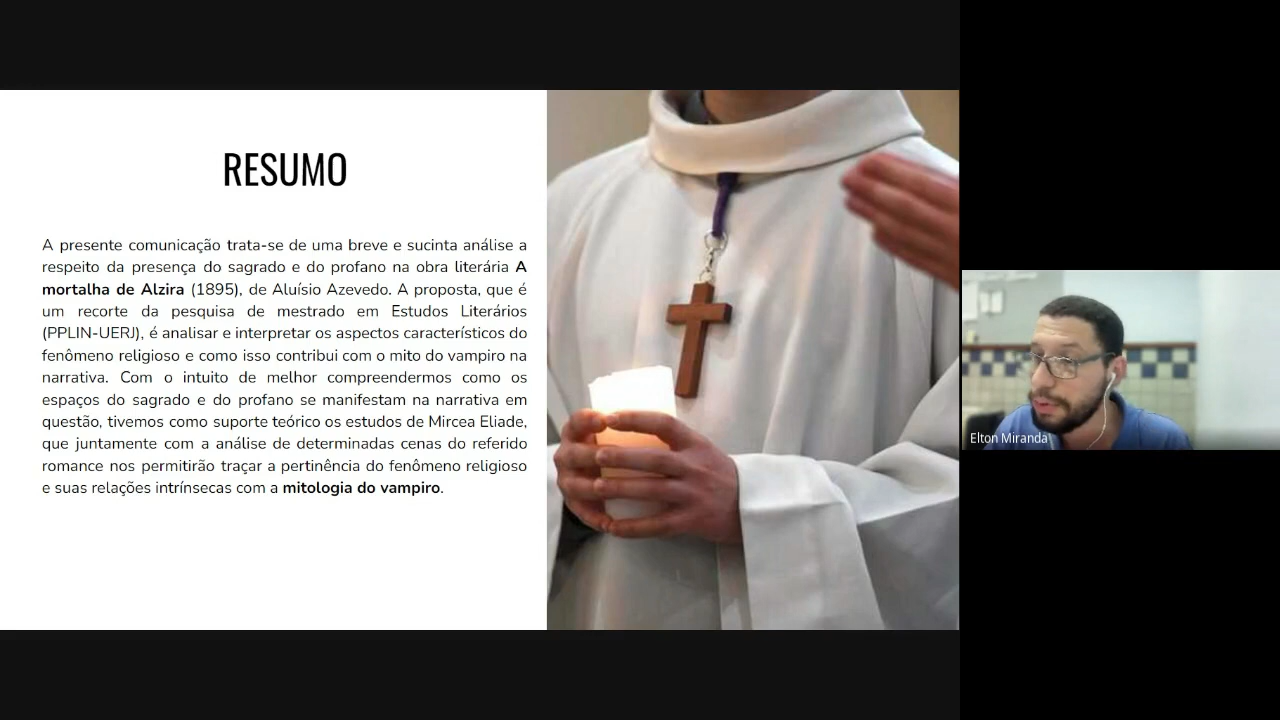 RESUMO
A presente comunicação trata-se de uma breve e sucinta análise a
respeito da presença do sagrado e do profano na obra literária A
mortalha de Alzira (1895), de Aluísio Azevedo. A proposta, que é
um recorte da pesquisa de mestrado em Estudos Literários
(PPLIN-UERJ), é analisar e interpretar os aspectos característicos do
fenômeno religioso e como isso contribui com o mito do vampiro na
narrativa. Com o intuito de melhor compreendermos como os
espaços do sagrado e do profano se manifestam na narrativa em
questão, tivemos como suporte teórico os estudos de Mircea Eliade,
que juntamente com a análise de determinadas cenas do referido
romance nos permitirão traçar a pertinência do fenômeno religioso
e suas relações intrínsecas com a mitologia do vampiro.
Elton Miranda